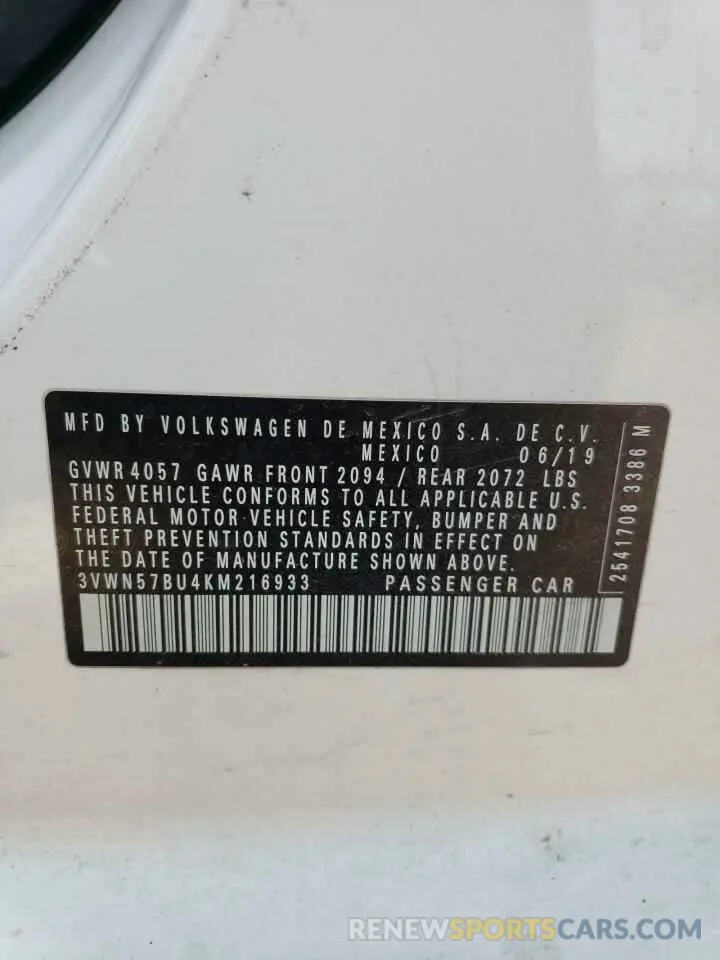 MFD BY VOLKSWAGEN DE MEXICO S.A. DE C.V.
MEXICO 06/19
GVWR 4057 GAWR FRONT 2094 / REAR 2072 LBS
THIS VEHICLE CONFORMS TO ALL APPLICABLE U.S.
FEDERAL MOTOR VEHICLE SAFETY, BUMPER AND
THEFT PREVENTION STANDARDS IN EFFECT ON
THE DATE OF MANUFACTURE SHOWN ABOVE.
3VWN57BU4KM216933 PASSENGER CAR
2541708 3386 M
RENEWSPORTSCARS.COM